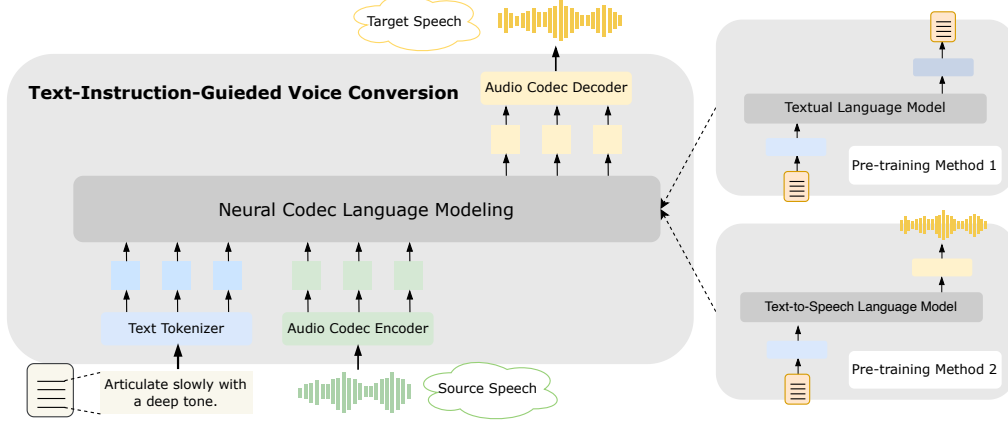 Target Speech
Text-Instruction-Guieded Voice Conversion
Audio Codec Decoder
Neural Codec Language Modeling
Text Tokenizer
Audio Codec Encoder
Articulate slowly with
a deep tone.
Source Speech
Textual Language Model
Pre-training Method 1
Text-to-Speech Language Model
Pre-training Method 2